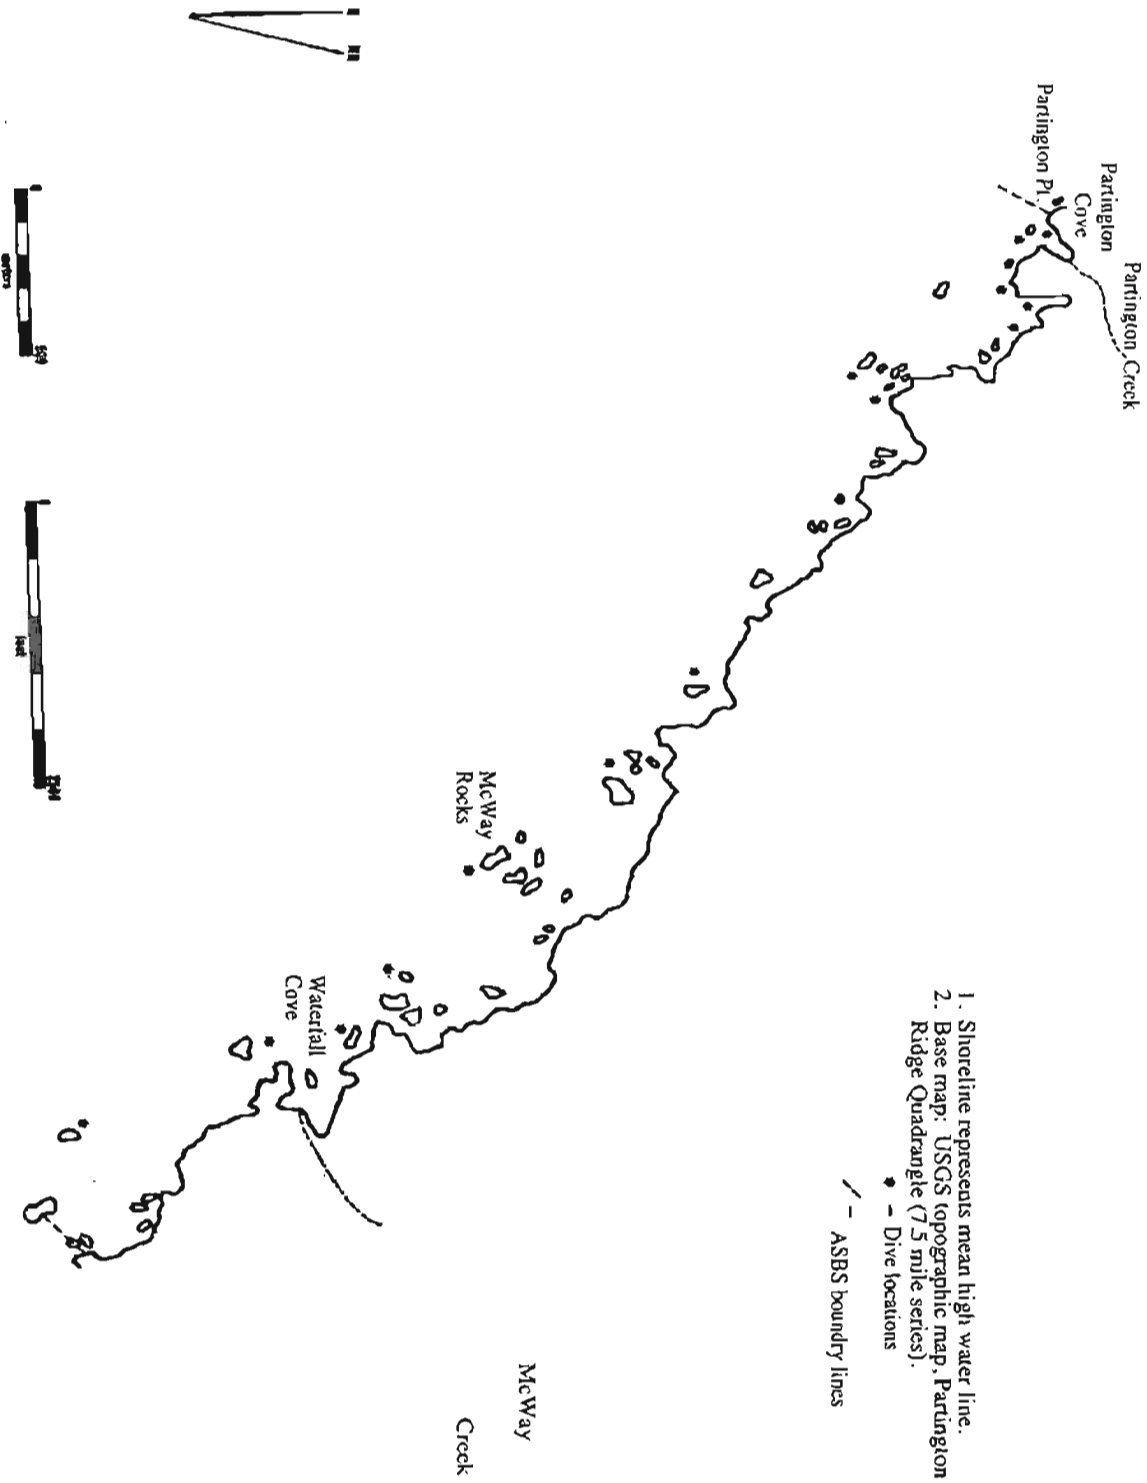 Partington Pt.
Partington
Cove
Partington Creek
McWay
Rocks
Waterfall
Cove
McWay
Creek
1. Shoreline represents mean high water line.
2. Base map: USGS topographic map, Partington
Ridge Quadrangle (7.5 mile series).
* - Dive locations
/ - ASBS boundry lines
meters
feet